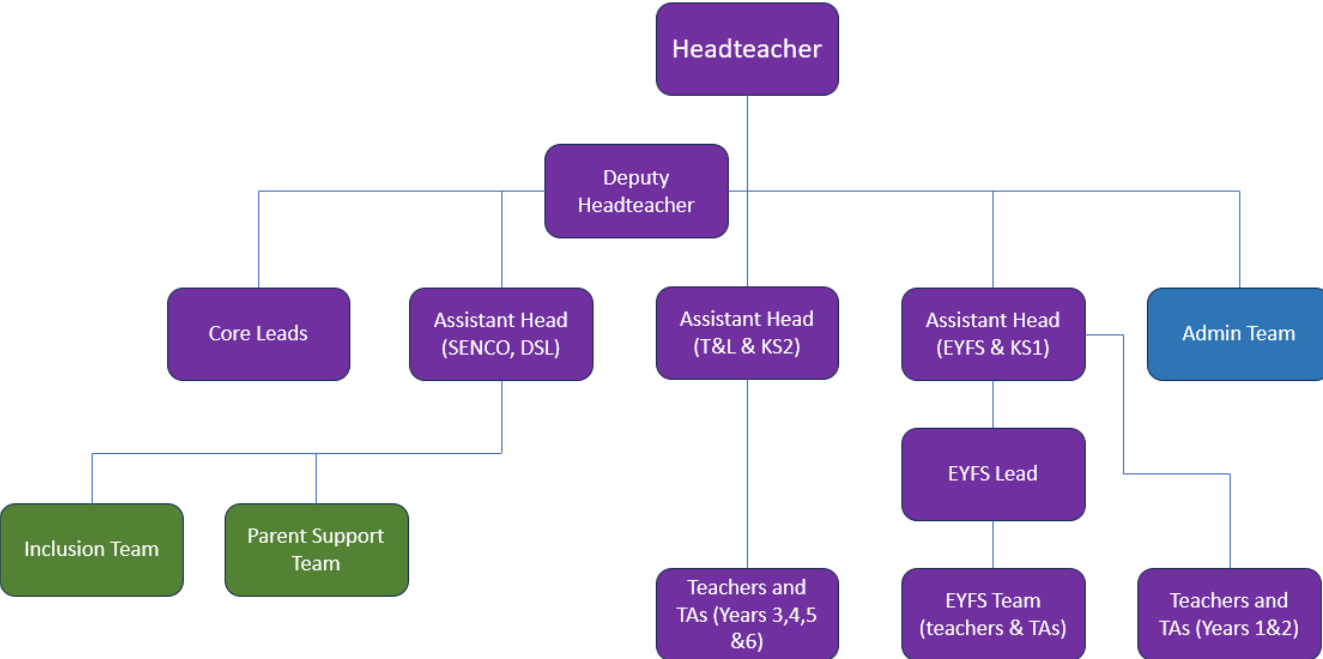 Headteacher
Deputy
Headteacher
Core Leads
Assistant Head
(SENCO, DSL)
Assistant Head
(T&L & KS2)
Assistant Head
(EYFS & KS1)
Admin Team
EYFS Lead
Inclusion Team
Parent Support
Team
Teachers and
TAs (Years 3,4,5
&6)
EYFS Team
(teachers & TAs)
Teachers and
TAs (Years 1&2)